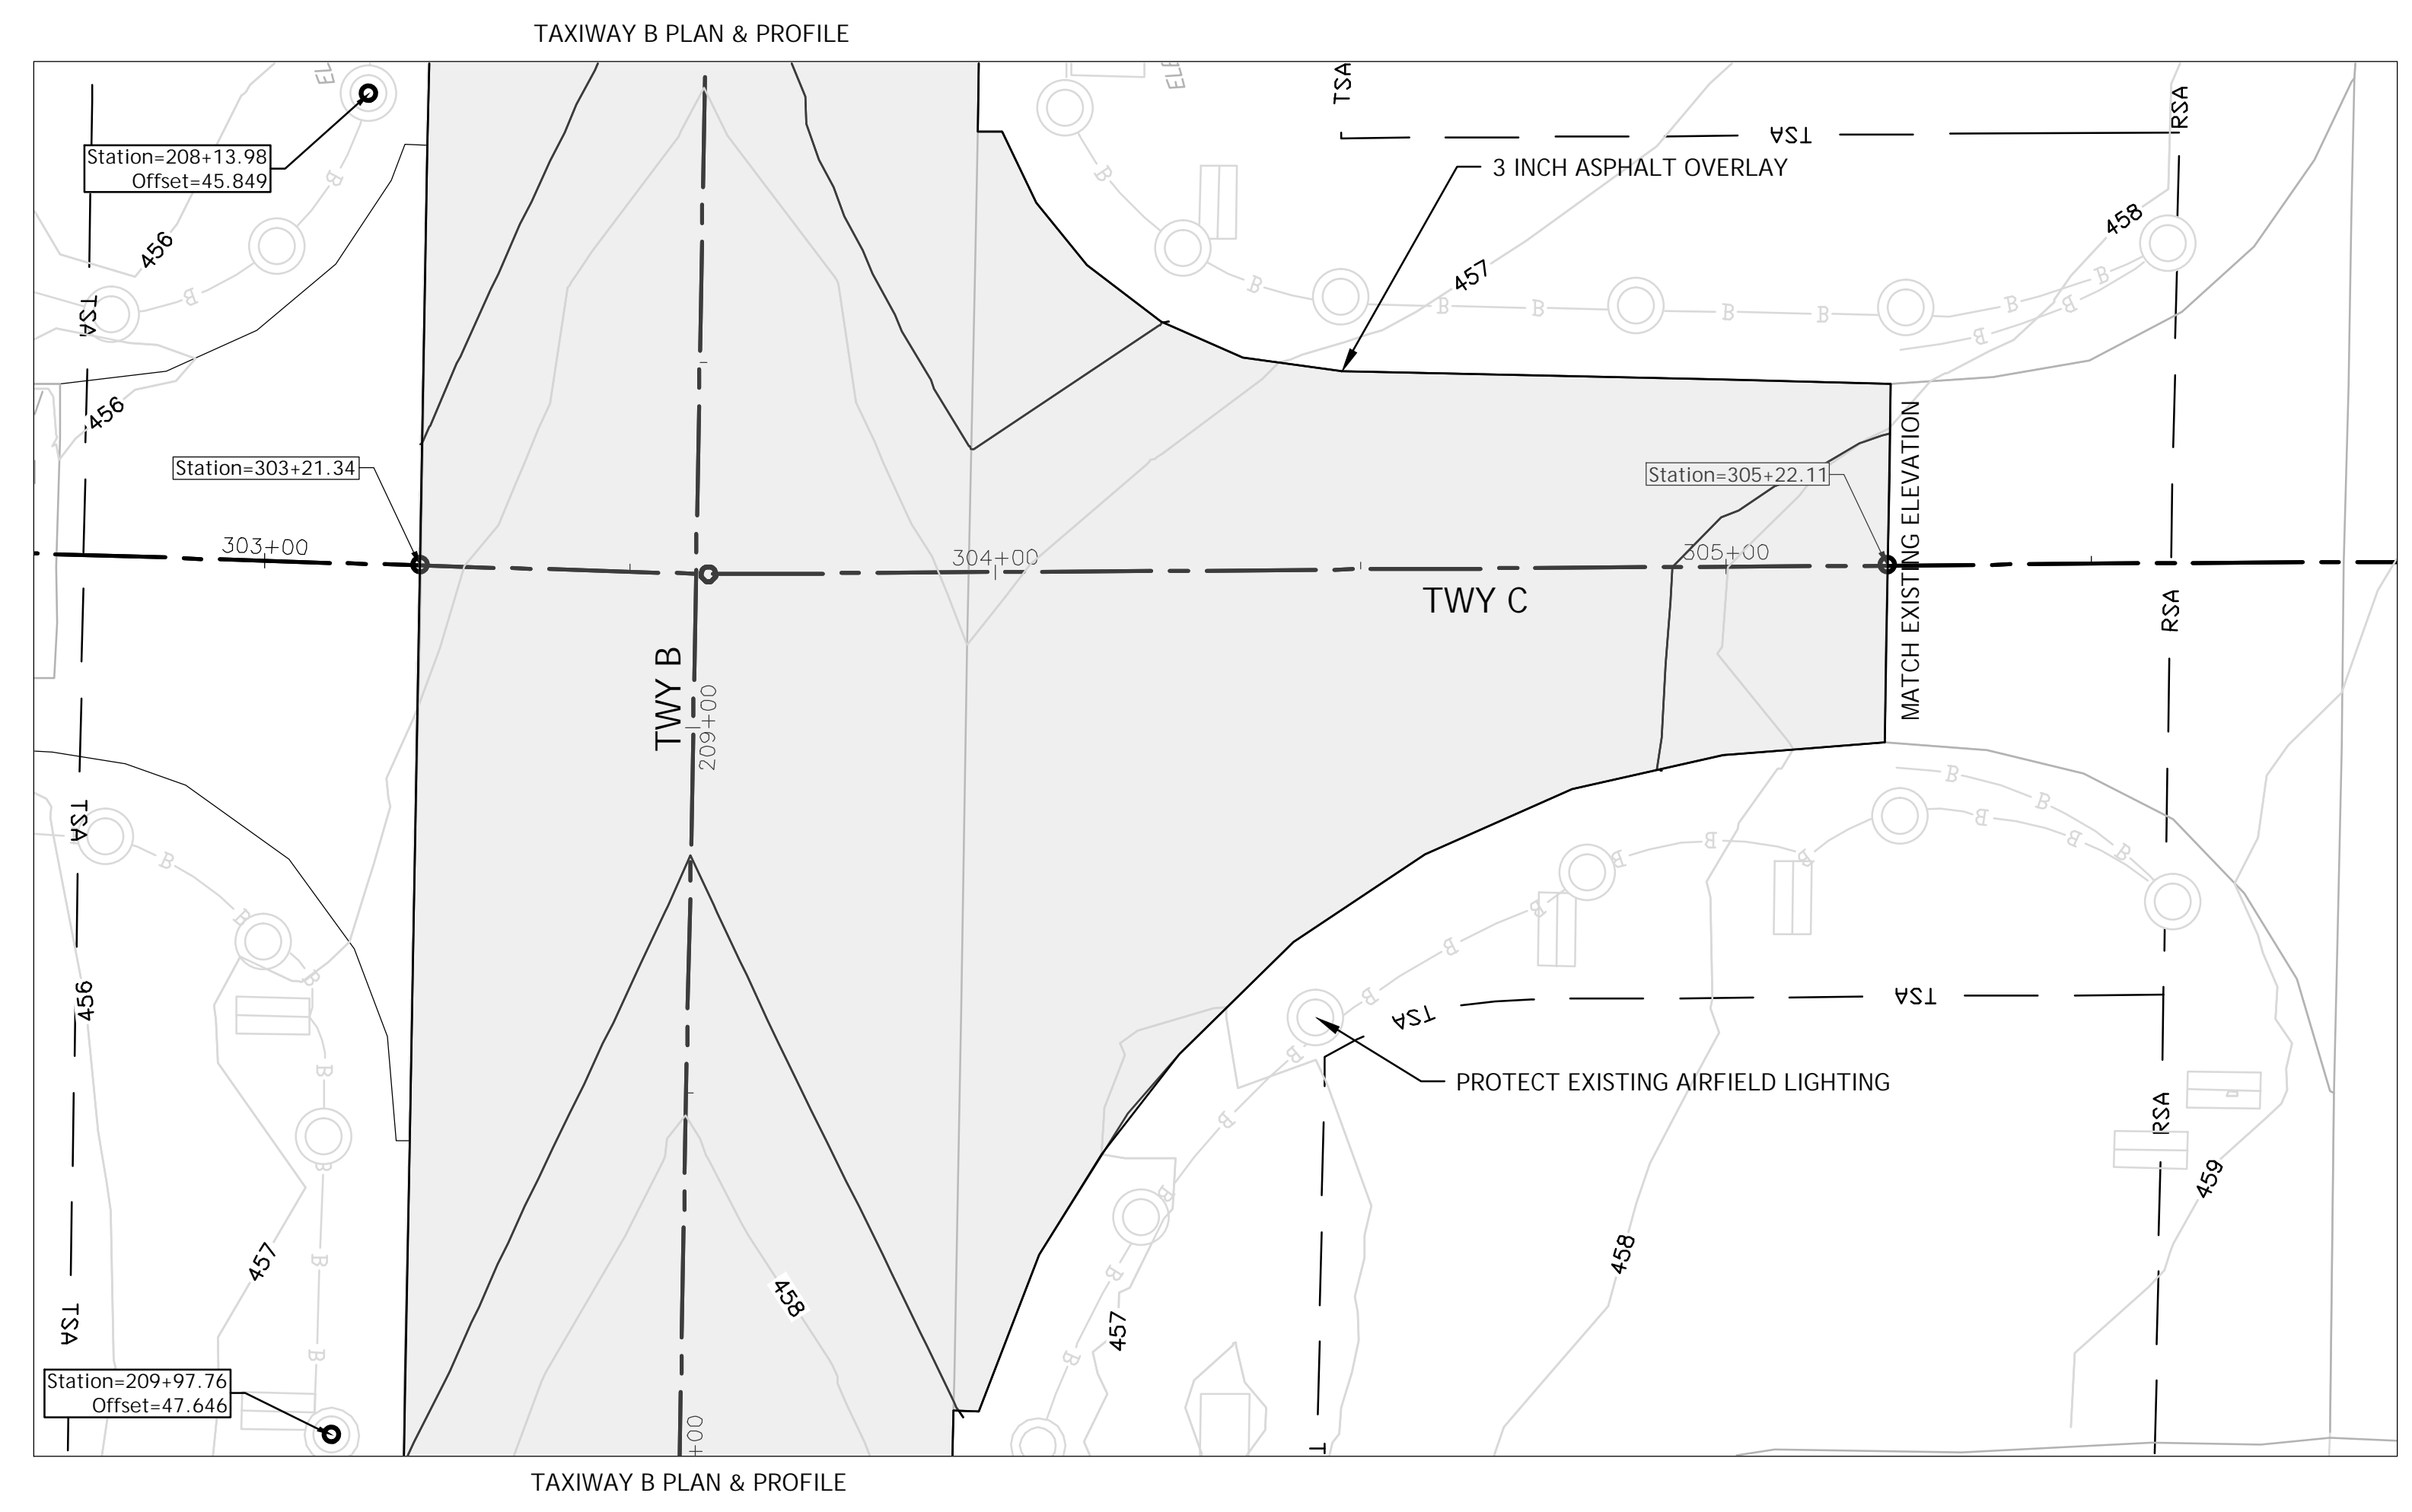 TAXIWAY B PLAN & PROFILE
TSA
RSA
TSA
Station=208+13.98
Offset=45.849
3 INCH ASPHALT OVERLAY
B
B
456
458
457
B
B
B
B
B
B
B
B
B
B
TSA
456
MATCH EXISTING ELEVATION
Station=303+21.34
Station=305+22.11
303+00
304+00
305+00
TWY C
RSA
TWY B
209+00
TSA
B
B
B
B
B
B
B
B
B
B
B
B
B
456
B
TSA
TSA
B
B
B
PROTECT EXISTING AIRFIELD LIGHTING
B
RSA
B
B
459
457
B
B
458
458
TSA
457
B
B
Station=209+97.76
Offset=47.646
+00
T
TAXIWAY B PLAN & PROFILE